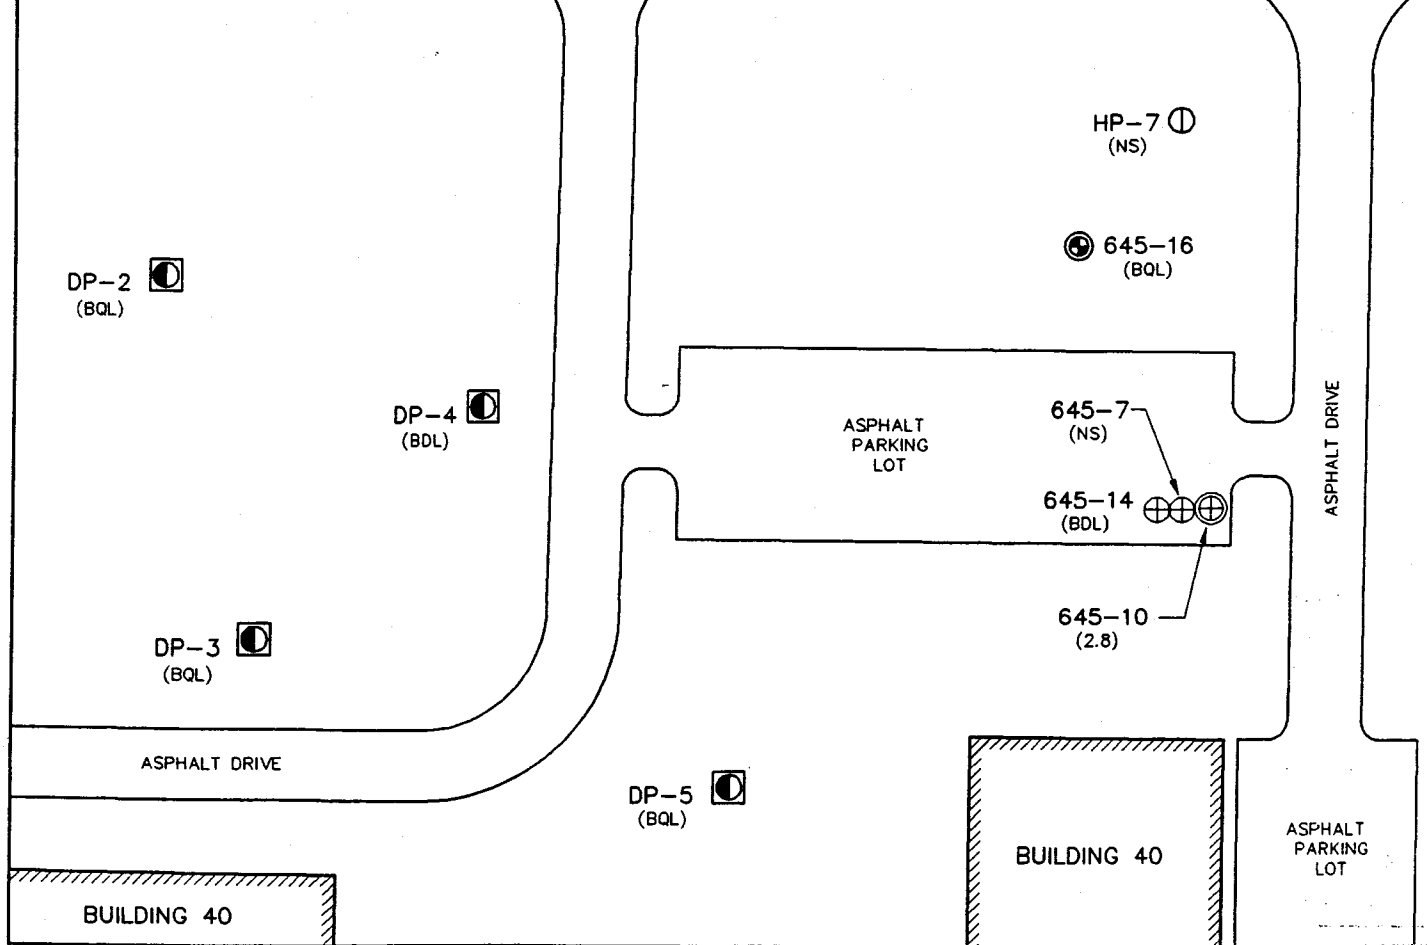 HP-7
(NS)
645-16
(BQL)
DP-2
(BQL)
DP-4
(BDL)
ASPHALT
PARKING
LOT
645-7
(NS)
645-14
(BDL)
645-10
(2.8)
ASPHALT DRIVE
DP-3
(BQL)
ASPHALT DRIVE
DP-5
(BQL)
BUILDING 40
BUILDING 40
ASPHALT
PARKING
LOT